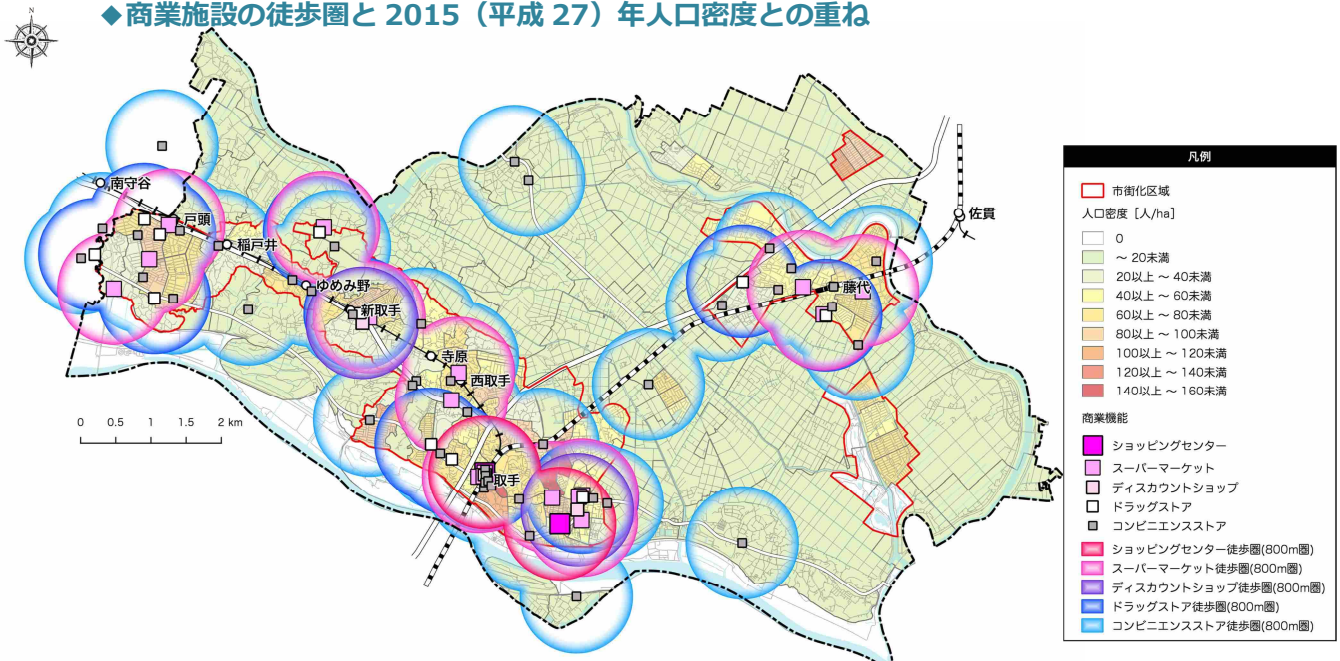 ◆商業施設の徒歩圏と 2015（平成 27）年人口密度との重ね
N
南守谷
戸頭
稲戸井
ゆめみ野
新取手
寺原
西取手
取手
藤代
佐貫
0 0.5 1 1.5 2 km
凡例
市街化区域
人口密度［人/ha］
0
～ 20未満
20以上 ～ 40未満
40以上 ～ 60未満
60以上 ～ 80未満
80以上 ～ 100未満
100以上 ～ 120未満
120以上 ～ 140未満
140以上 ～ 160未満
商業機能
ショッピングセンター
スーパーマーケット
ディスカウントショップ
ドラッグストア
コンビニエンスストア
ショッピングセンター徒歩圏(800m圏)
スーパーマーケット徒歩圏(800m圏)
ディスカウントショップ徒歩圏(800m圏)
ドラッグストア徒歩圏(800m圏)
コンビニエンスストア徒歩圏(800m圏)